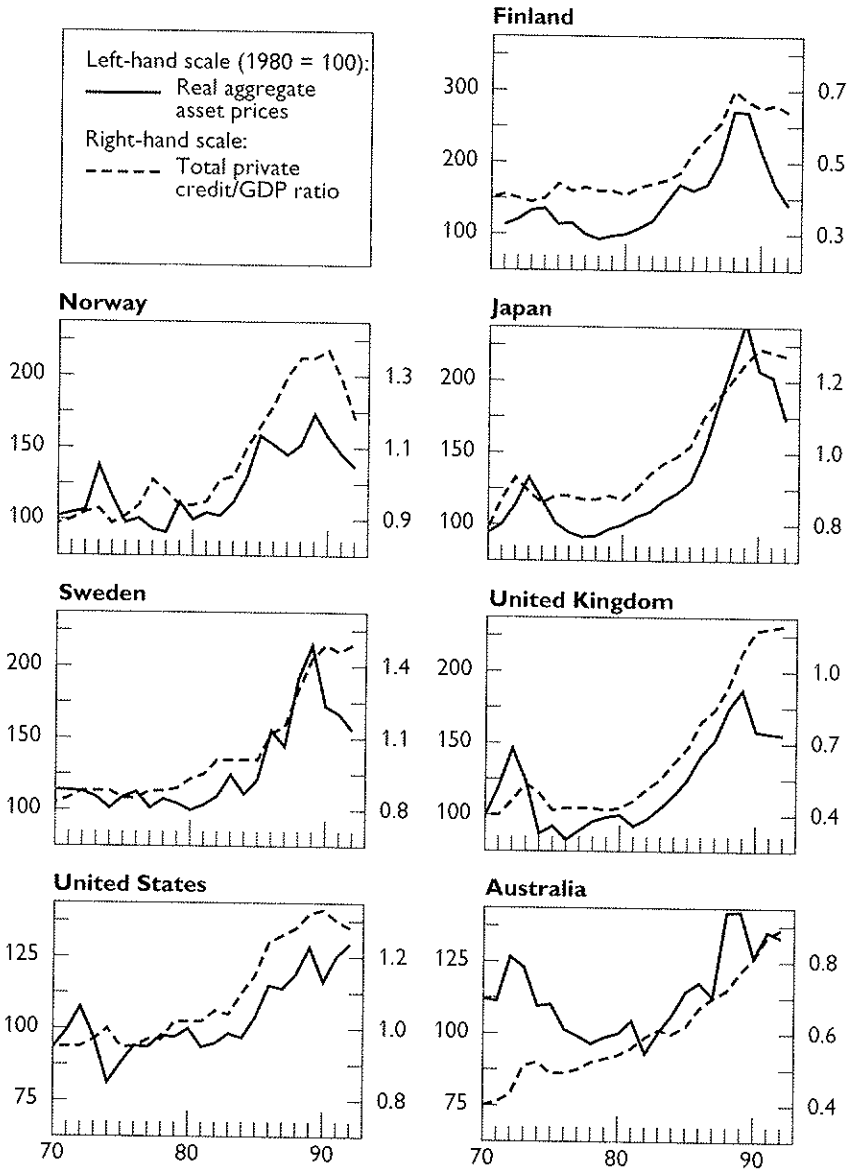 Left-hand scale (1980 = 100):
Real aggregate
asset prices
Right-hand scale:
Total private
credit/GDP ratio
Finland
300
200
150
100
0.7
0.5
0.3
Norway
200
150
100
1.3
1.1
0.9
Japan
200
150
100
1.2
1.0
0.8
Sweden
200
150
100
1.4
1.1
0.8
United Kingdom
200
150
100
1.0
0.7
0.4
United States
125
100
75
1.2
1.0
0.8
70 80 90
Australia
125
100
75
0.8
0.6
0.4
70 80 90